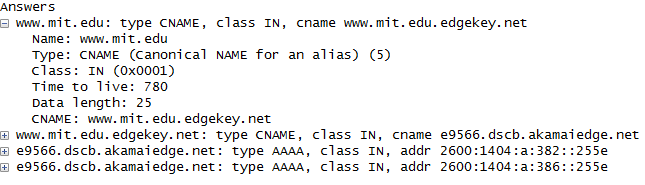 Answers
www.mit.edu: type CNAME, class IN, cname www.mit.edu.edgekey.net
Name: www.mit.edu
Type: CNAME (Canonical NAME for an alias) (5)
Class: IN (0x0001)
Time to live: 780
Data length: 25
CNAME: www.mit.edu.edgekey.net
www.mit.edu.edgekey.net: type CNAME, class IN, cname e9566.dscb.akamaiedge.net
e9566.dscb.akamaiedge.net: type AAAA, class IN, addr 2600:1404:a:382::255e
e9566.dscb.akamaiedge.net: type AAAA, class IN, addr 2600:1404:a:386::255e